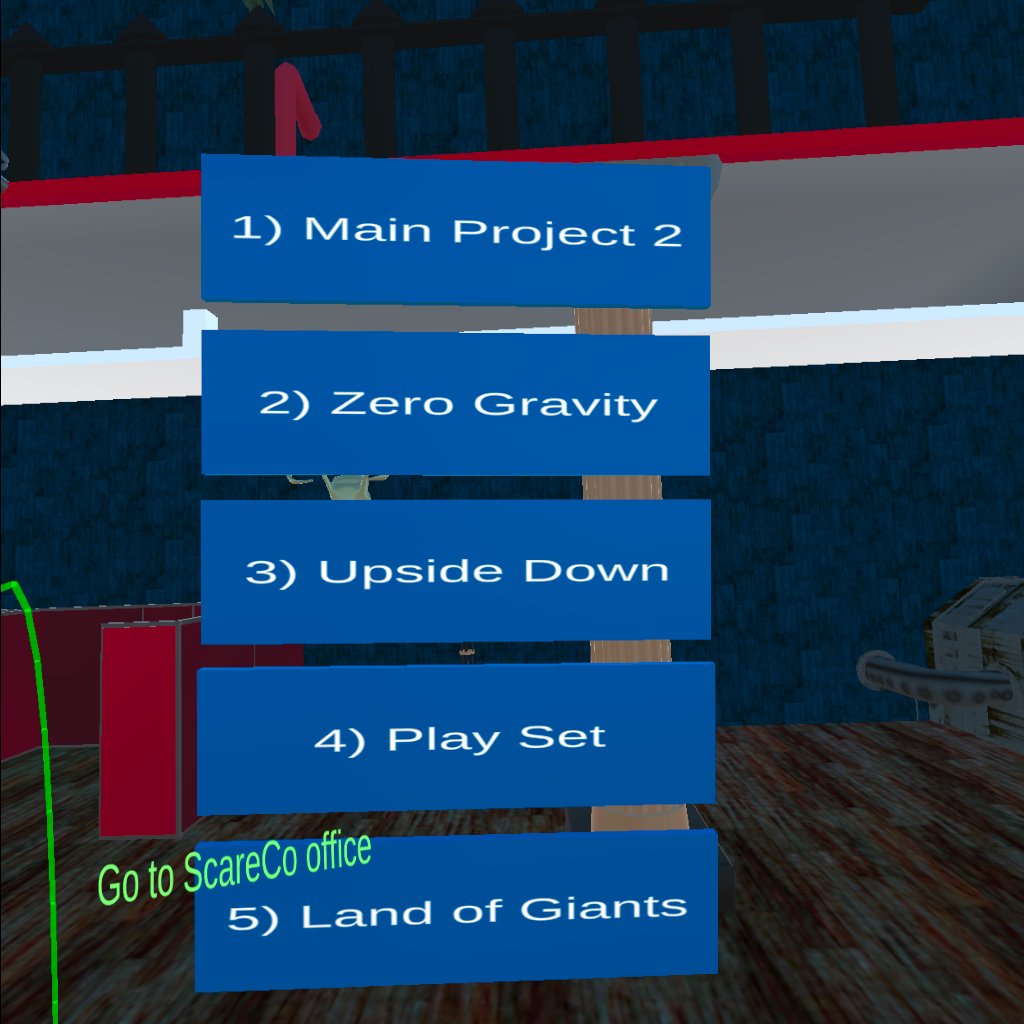 1) Main Project 2
2) Zero Gravity
3) Upside Down
4) Play Set
Go to ScareCo office
5) Land of Giants